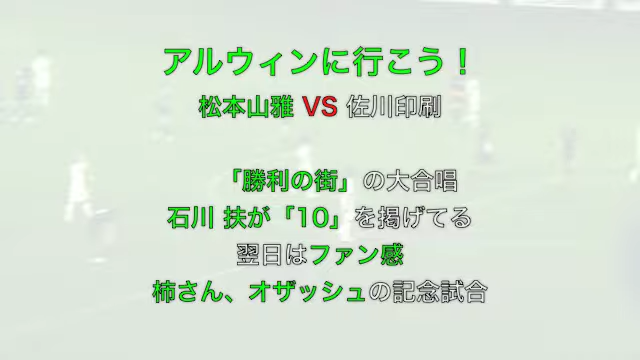 アルウィンに行こう！
松本山雅 VS 佐川印刷
「勝利の街」の大合唱
石川 扶が「10」を掲げてる
翌日はファン感
柿さん、オザッシュの記念試合